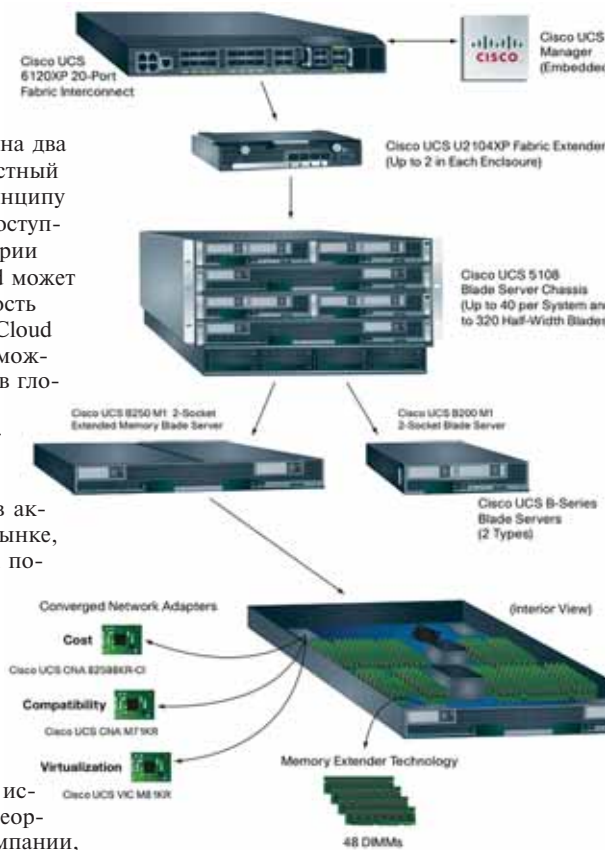 Cisco UCS
6120XP 20-Port
Fabric Interconnect
CISCO
Cisco UCS
Manager
(Embedded
Cisco UCS U2104XP Fabric Extender
(Up to 2 in Each Enclsoure)
Cisco UCS 5108
Blade Server Chassis
(Up to 40 per System and
to 320 Half-Width Blades
Cisco UCS B250 M1 2-Socket
Extended Memory Blade Server
Cisco UCS B200 M1
2-Socket Blade Server
Cisco UCS B-Series
Blade Servers
(2 Types)
Converged Network Adapters
(Interior View)
Cost
Cisco UCS CNA 82598KR-CI
Compatibility
Cisco UCS CNA M71KR
Virtualization
Cisco UCS VIC M81KR
Memory Extender Technology
48 DIMMs
на два
стный
нципу
оступ-
рии
d может
ость
Cloud
мож-
в гло-
в ак-
ынке,
по-
ис-
еор-
мпании,